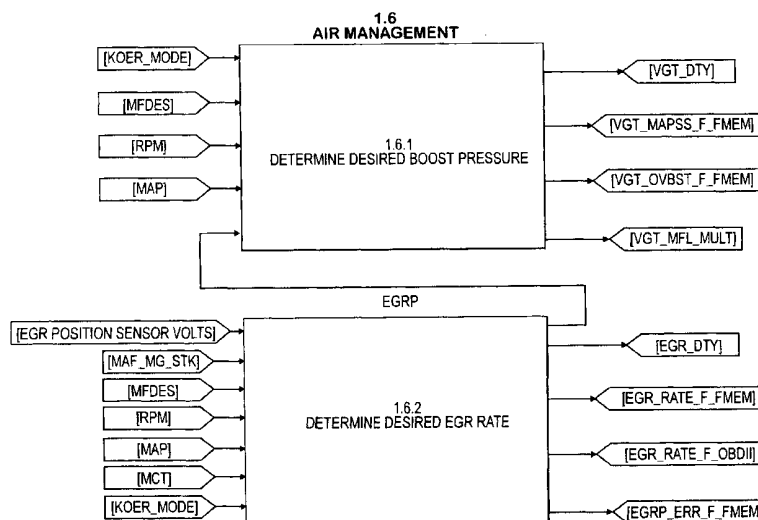 1.6
AIR MANAGEMENT
[KOER_MODE]
[MFDES]
[RPM]
[MAP]
1.6.1
DETERMINE DESIRED BOOST PRESSURE
[VGT_DTY]
[VGT_MAPSS_F_FMEM]
[VGT_OVBST_F_FMEM]
[VGT_MFL_MULT]
EGRP
[EGR POSITION SENSOR VOLTS]
[MAF_MG_STK]
[MFDES]
[RPM]
[MAP]
[MCT]
[KOER_MODE]
1.6.2
DETERMINE DESIRED EGR RATE
[EGR_DTY]
[EGR_RATE_F_FMEM]
[EGR_RATE_F_OBDII]
[EGRP_ERR_F_FMEM]